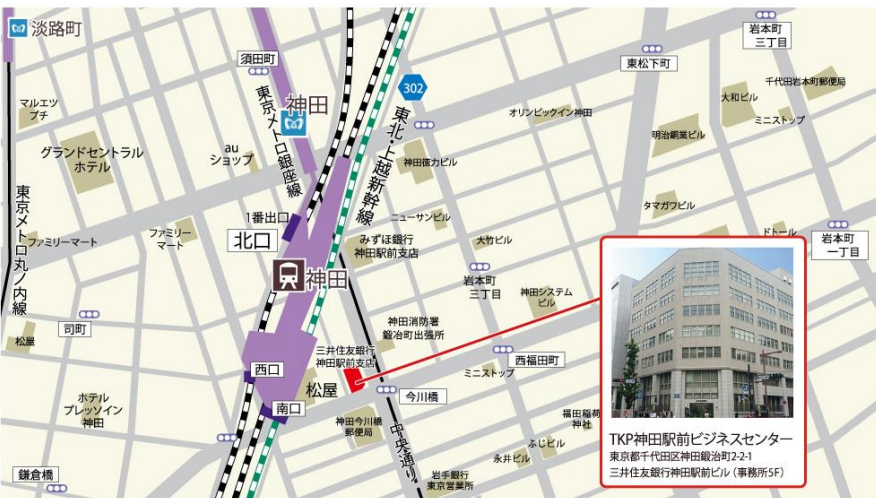 淡路町
岩本町
三丁目
須田町
東松下町
千代田岩本町郵便局
302
神田
大和ビル
マルエツ
プチ
東京メトロ銀座線
東北・上越新幹線
オリンピックイン神田
ミニストップ
明治鋼業ビル
グランドセントラル
ホテル
au
ショップ
神田徳力ビル
東京メトロ丸ノ内線
タマガワビル
1番出口
ニューサンビル
ファミリーマート
ファミリー
マート
北口
みずほ銀行
神田駅前支店
大竹ビル
ドトール
岩本町
一丁目
神田
岩本町
三丁目
神田システム
ビル
司町
神田消防署
鍛冶町出張所
松屋
三井住友銀行
神田駅前支店
西福田町
西口
ミニストップ
松屋
今川橋
ホテル
プレッソイン
神田
南口
神田今川橋
郵便局
中央通り
福田稲荷
神社
ふじビル
永井ビル
鎌倉橋
岩手銀行
東京営業所
TKP神田駅前ビジネスセンター
東京都千代田区神田鍛治町2-2-1
三井住友銀行神田駅前ビル（事務所5F）